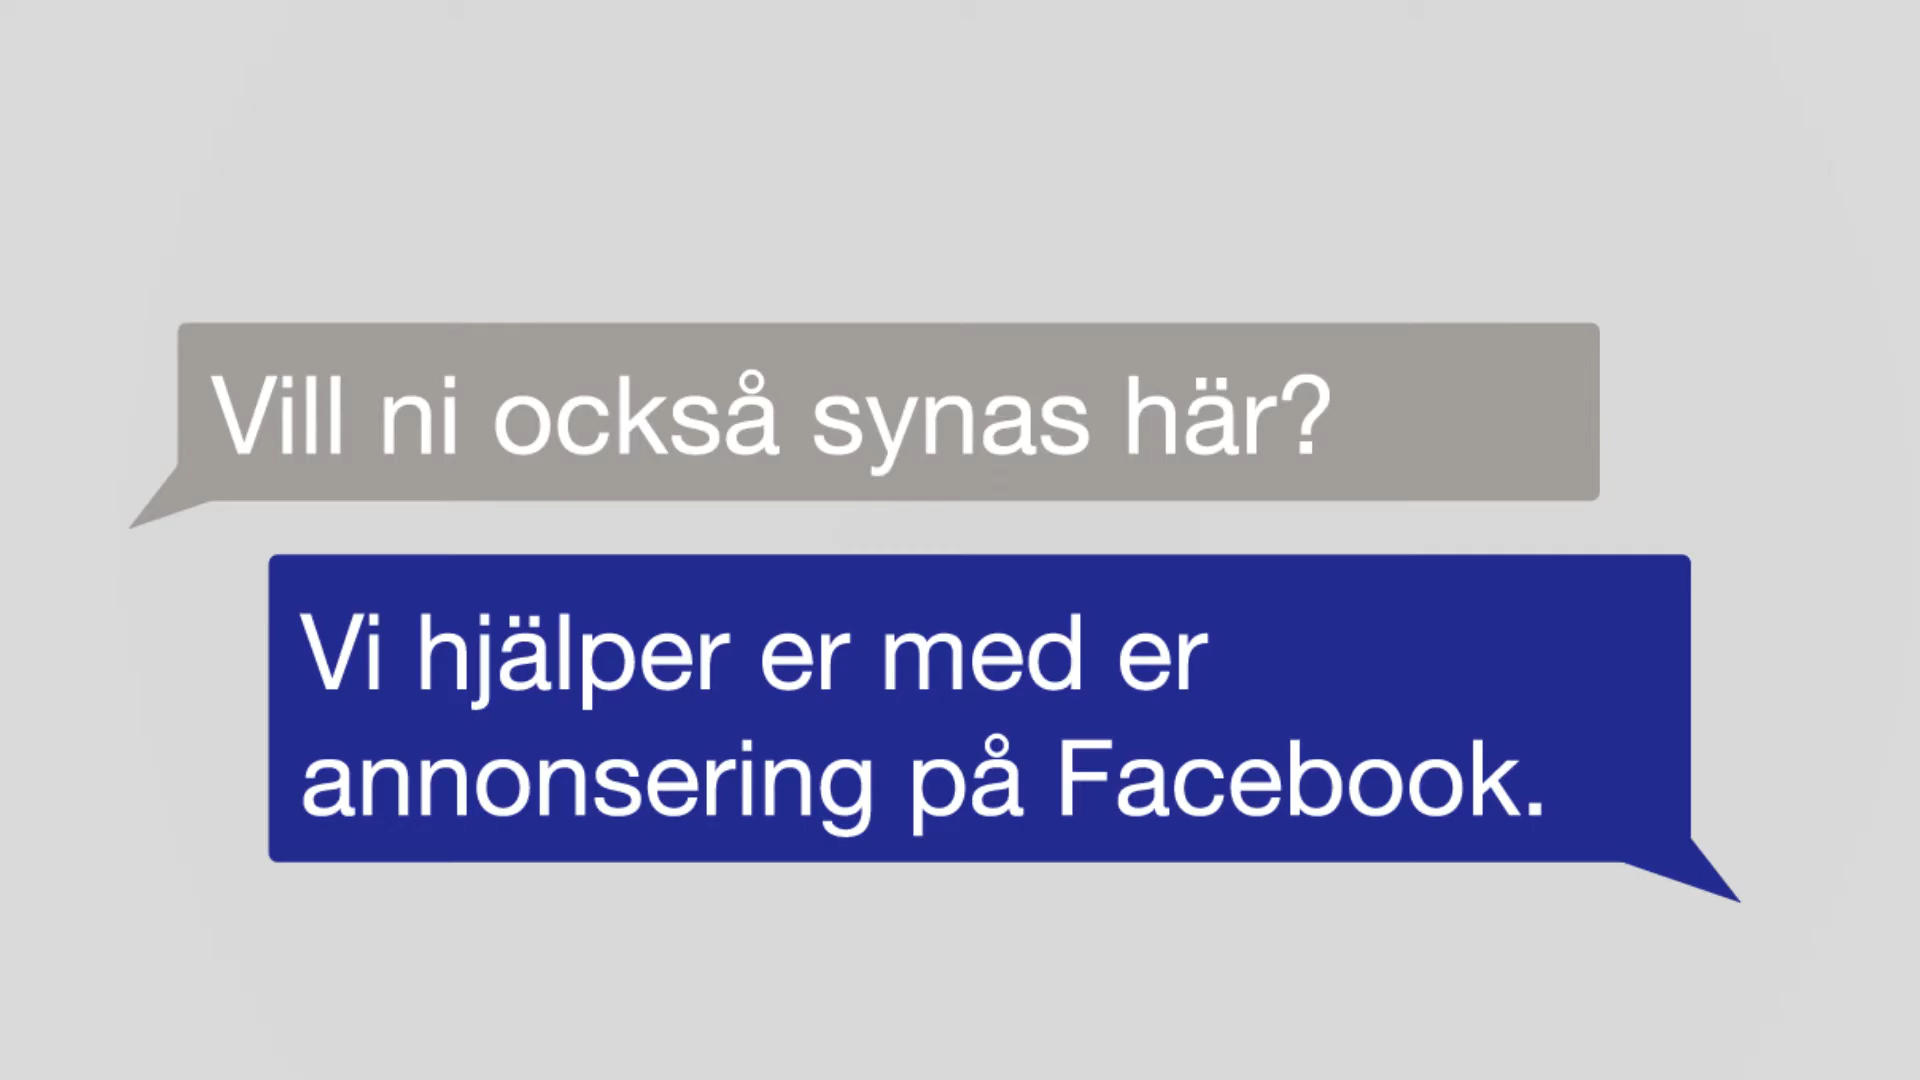 Vill ni också synas här?
Vi hjälper er med er
annonsering på Facebook.